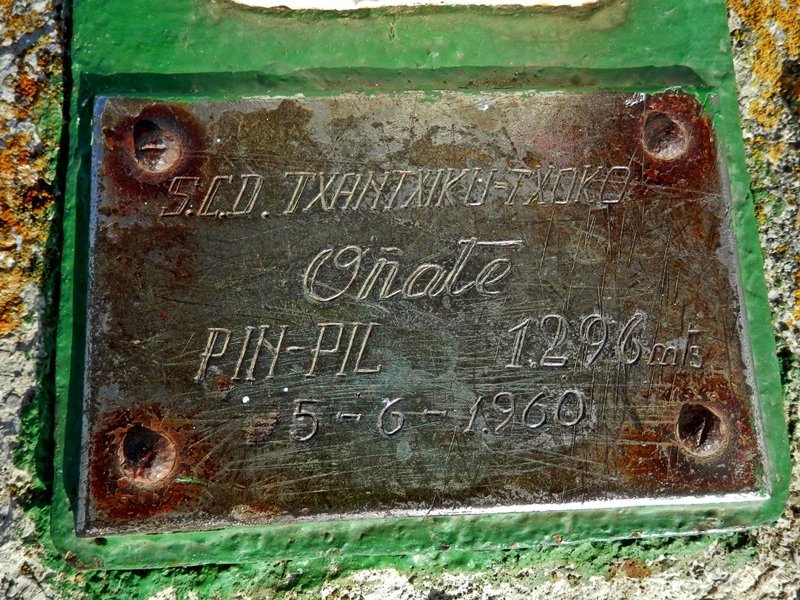 S.C.D. TXANTXIKU-TXOKO
Oñate
PIN-PIL 1.296 mts
5-6-1.960